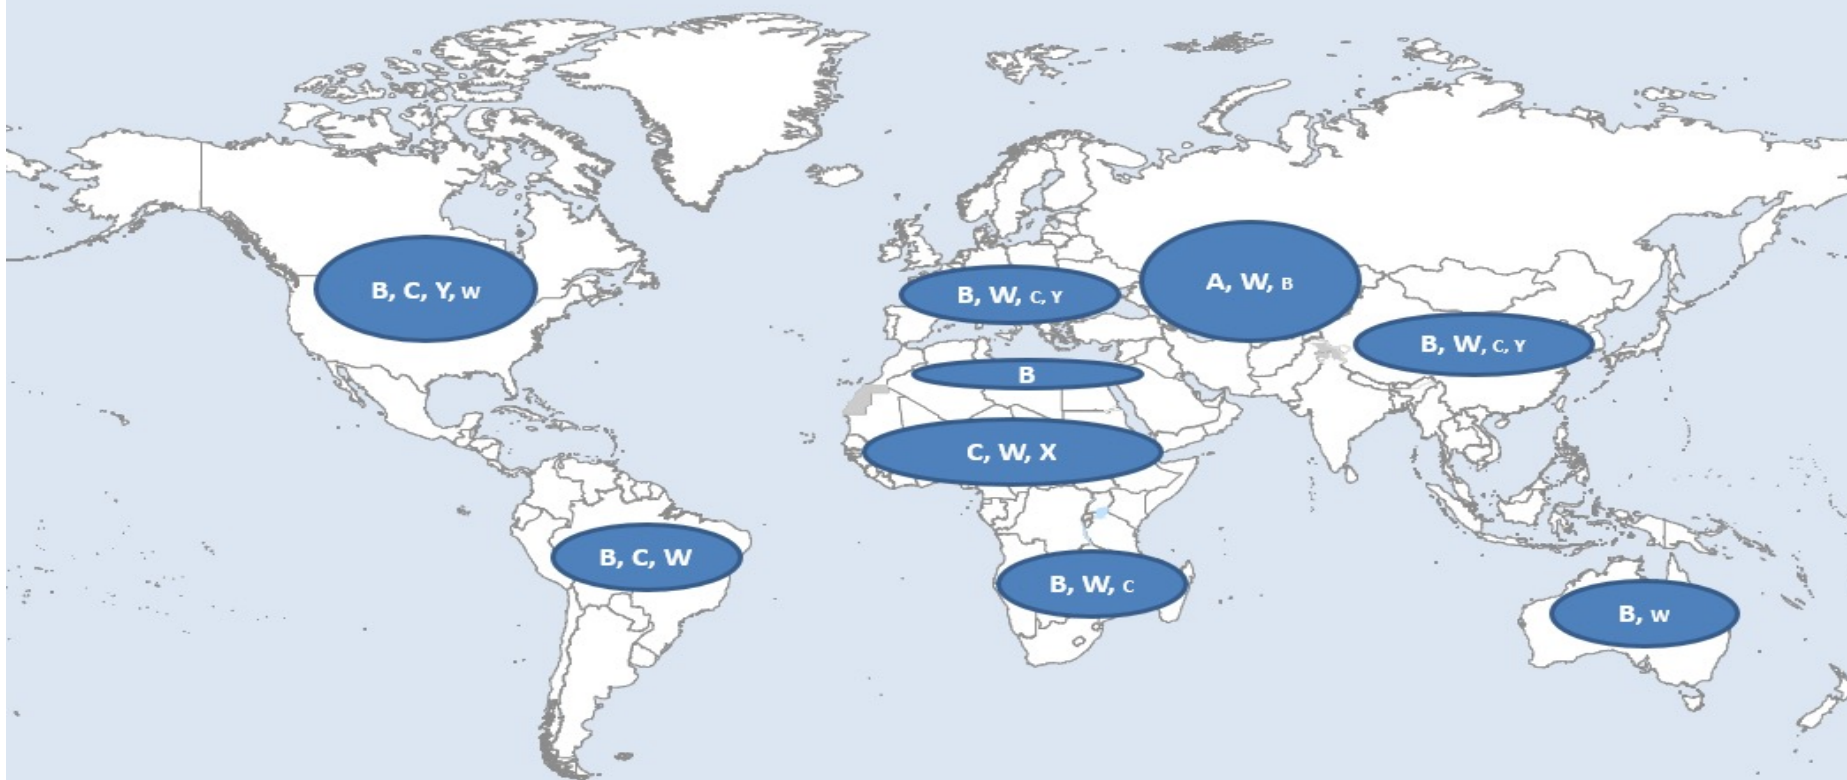 B, C, Y, W
B, W, C, Y
A, W, B
B, W, C, Y
B
C, W, X
B, C, W
B, W, C
B, W